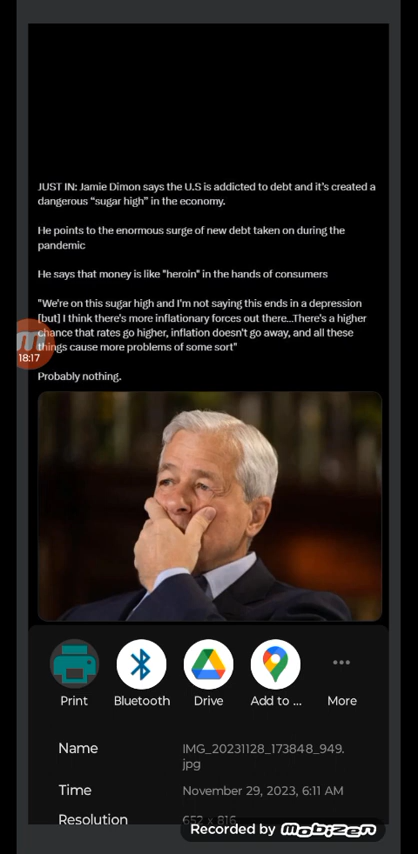 JUST IN: Jamie Dimon says the U.S is addicted to debt and it's created a
dangerous “sugar high” in the economy.
He points to the enormous surge of new debt taken on during the
pandemic
He says that money is like "heroin" in the hands of consumers
"We're on this sugar high and I'm not saying this ends in a depression
[but] I think there's more inflationary forces out there...There's a higher
chance that rates go higher, inflation doesn't go away, and all these
things cause more problems of some sort"
18:17
Probably nothing.
Print Bluetooth Drive Add to ... More
Name IMG_20231128_173848_949.
jpg
Time November 29, 2023, 6:11 AM
Resolution 652 x 816
Recorded by mobizen